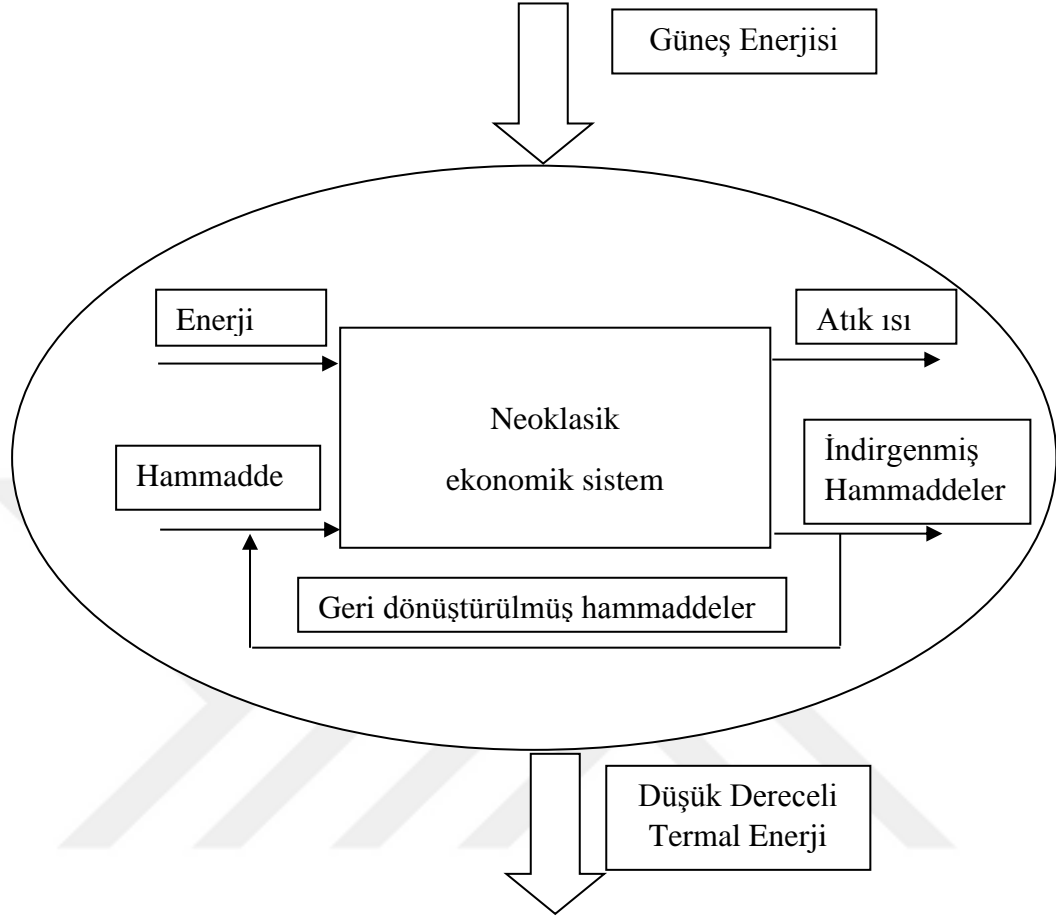 Güneş Enerjisi
Enerji
Atık ısı
Neoklasik
ekonomik sistem
Hammadde
İndirgenmiş
Hammaddeler
Geri dönüştürülmüş hammaddeler
Düşük Dereceli
Termal Enerji